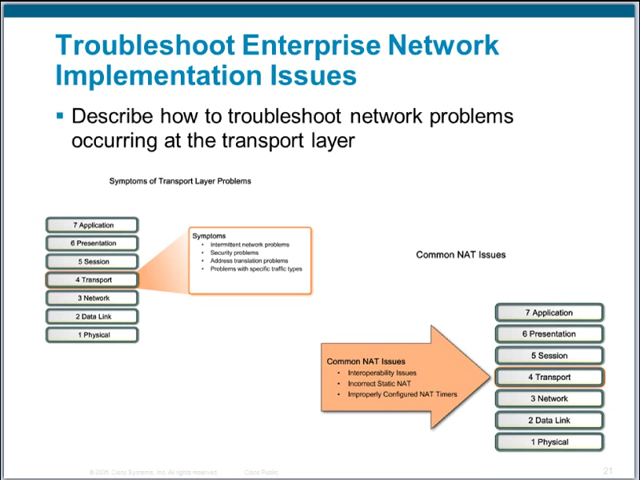 Troubleshoot Enterprise Network
Implementation Issues
Describe how to troubleshoot network problems
occurring at the transport layer
Symptoms of Transport Layer Problems
7 Application
6 Presentation
5 Session
4 Transport
3 Network
2 Data Link
1 Physical
Symptoms
• Intermittent network problems
• Security problems
• Address translation problems
• Problems with specific traffic types
Common NAT Issues
Common NAT Issues
• Interoperability Issues
• Incorrect Static NAT
• Improperly Configured NAT Timers
7 Application
6 Presentation
5 Session
4 Transport
3 Network
2 Data Link
1 Physical
Cisco Systems, Inc. All rights reserved.
Cisco Public
21